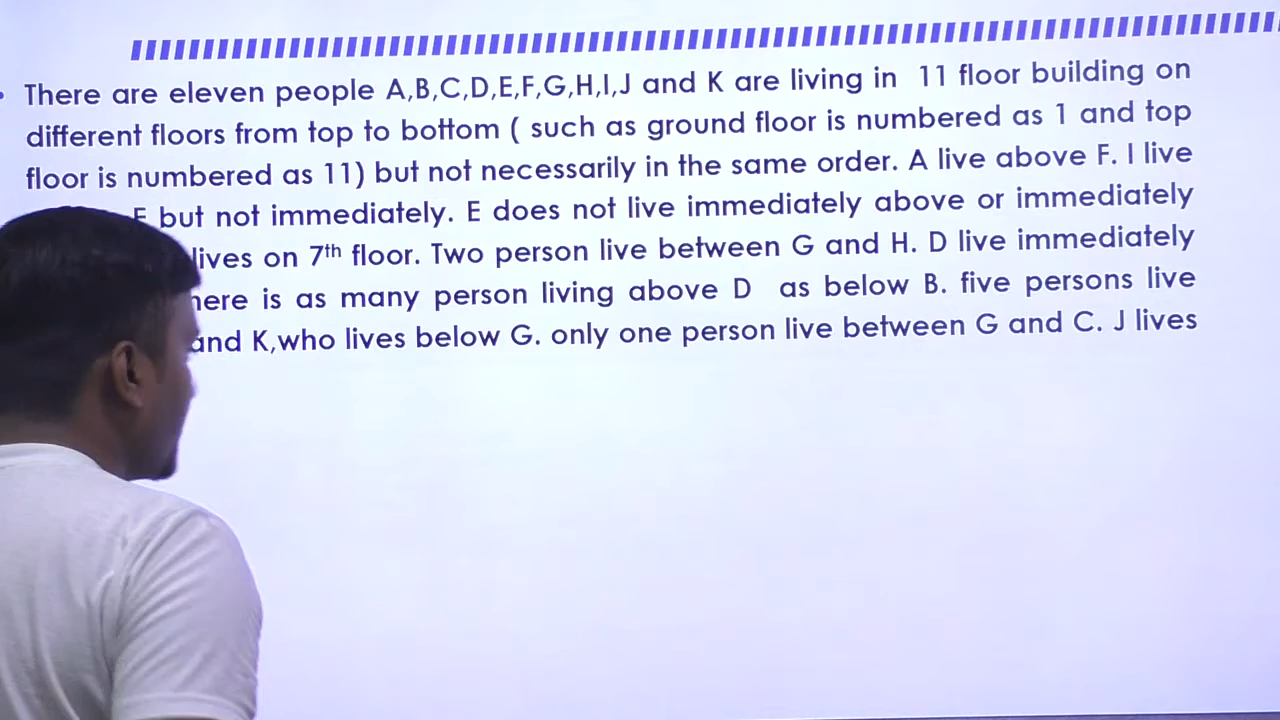 There are eleven people A,B,C,D,E,F,G,H,I,J and K are living in 11 floor building on
different floors from top to bottom ( such as ground floor is numbered as 1 and top
floor is numbered as 11) but not necessarily in the same order. A live above F. I live
but not immediately. E does not live immediately above or immediately
lives on 7th floor. Two person live between G and H. D live immediately
here is as many person living above D as below B. five persons live
and K,who lives below G. only one person live between G and C. J lives